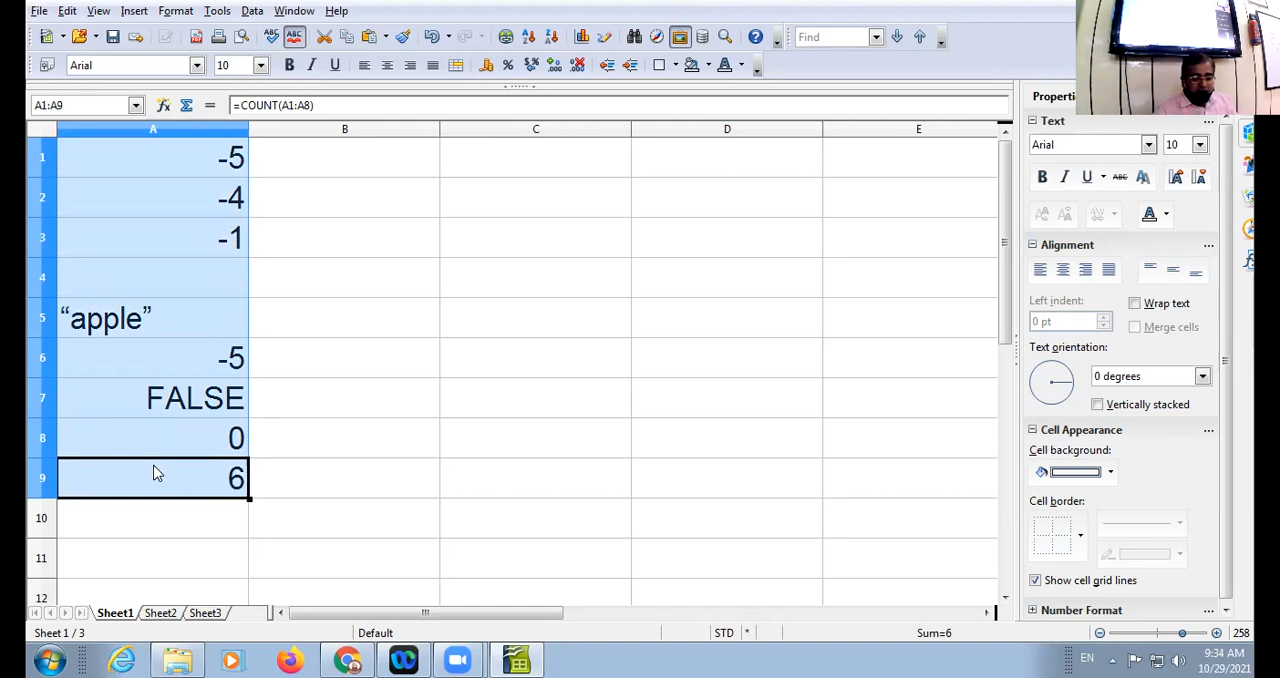 File Edit View Insert Format Tools Data Window Help
Find
Arial 10
A1:A9 =COUNT(A1:A8)
A B C D E
1 -5
2 -4
3 -1
4
5 “apple”
6 -5
7 FALSE
8 0
9 6
10
11
12
Sheet1 Sheet2 Sheet3
Sheet 1 / 3 Default STD * Sum=6 258
EN 9:34 AM
10/29/2021
Text
Arial 10
Alignment
Left indent: Wrap text
0 pt Merge cells
Text orientation:
0 degrees
Vertically stacked
Cell Appearance
Cell background:
Cell border:
Show cell grid lines
Number Format